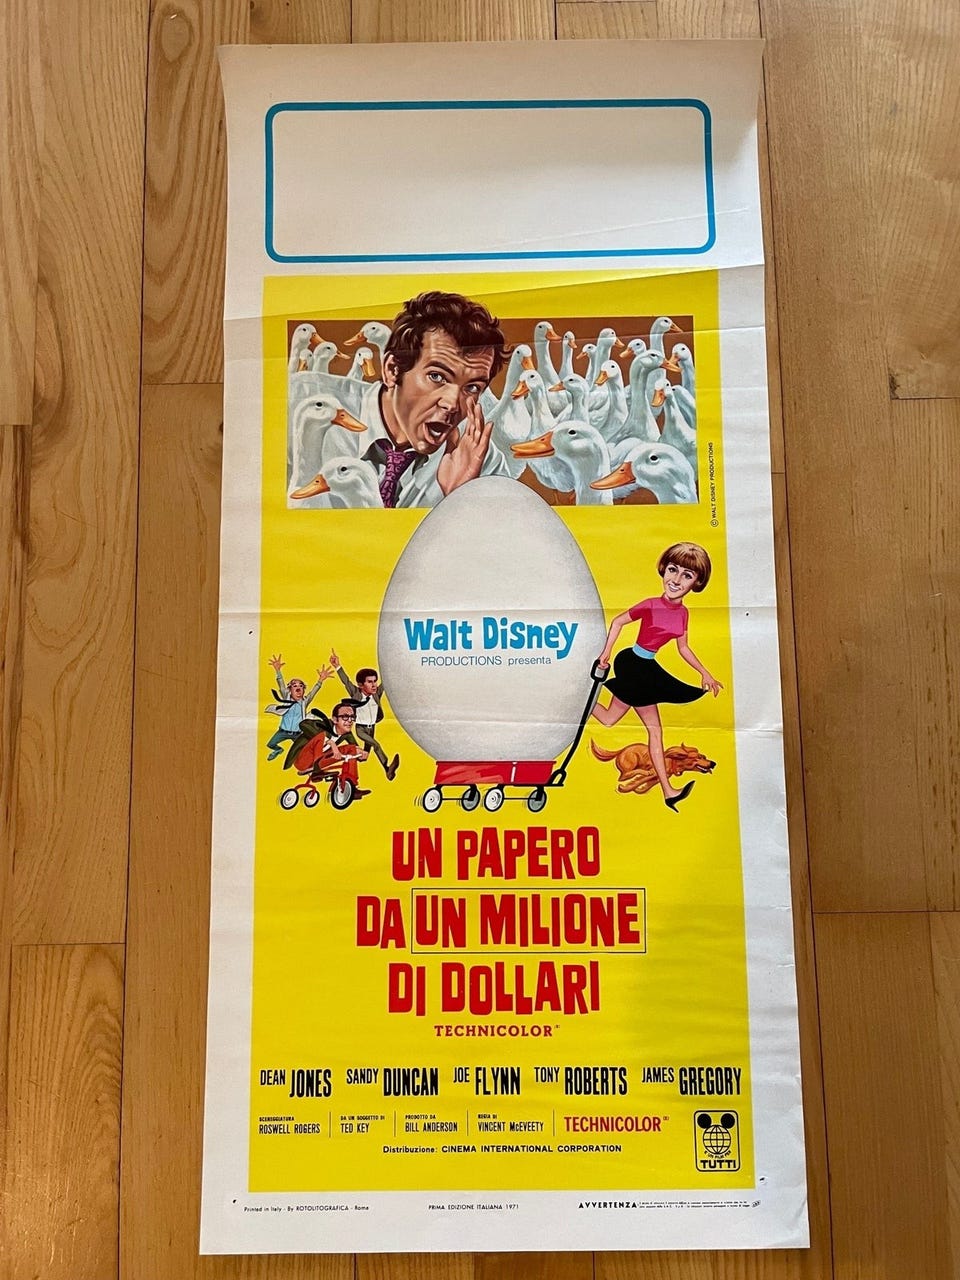 © WALT DISNEY PRODUCTIONS
Walt Disney
PRODUCTIONS presenta
UN PAPERO
DA UN MILIONE
DI DOLLARI
TECHNICOLOR®
DEAN JONES SANDY DUNCAN JOE FLYNN TONY ROBERTS JAMES GREGORY
SCENEGGIATURA
ROSWELL ROGERS
DA UN SOGGETTO DI
TED KEY
PRODOTTO DA
BILL ANDERSON
REGIA DI
VINCENT McEVEETY
TECHNICOLOR®
Distribuzione: CINEMA INTERNATIONAL CORPORATION
UN FILM PER
TUTTI
Printed in Italy - By ROTOLITOGRAFICA - Roma
PRIMA EDIZIONE ITALIANA 1971
AVVERTENZA